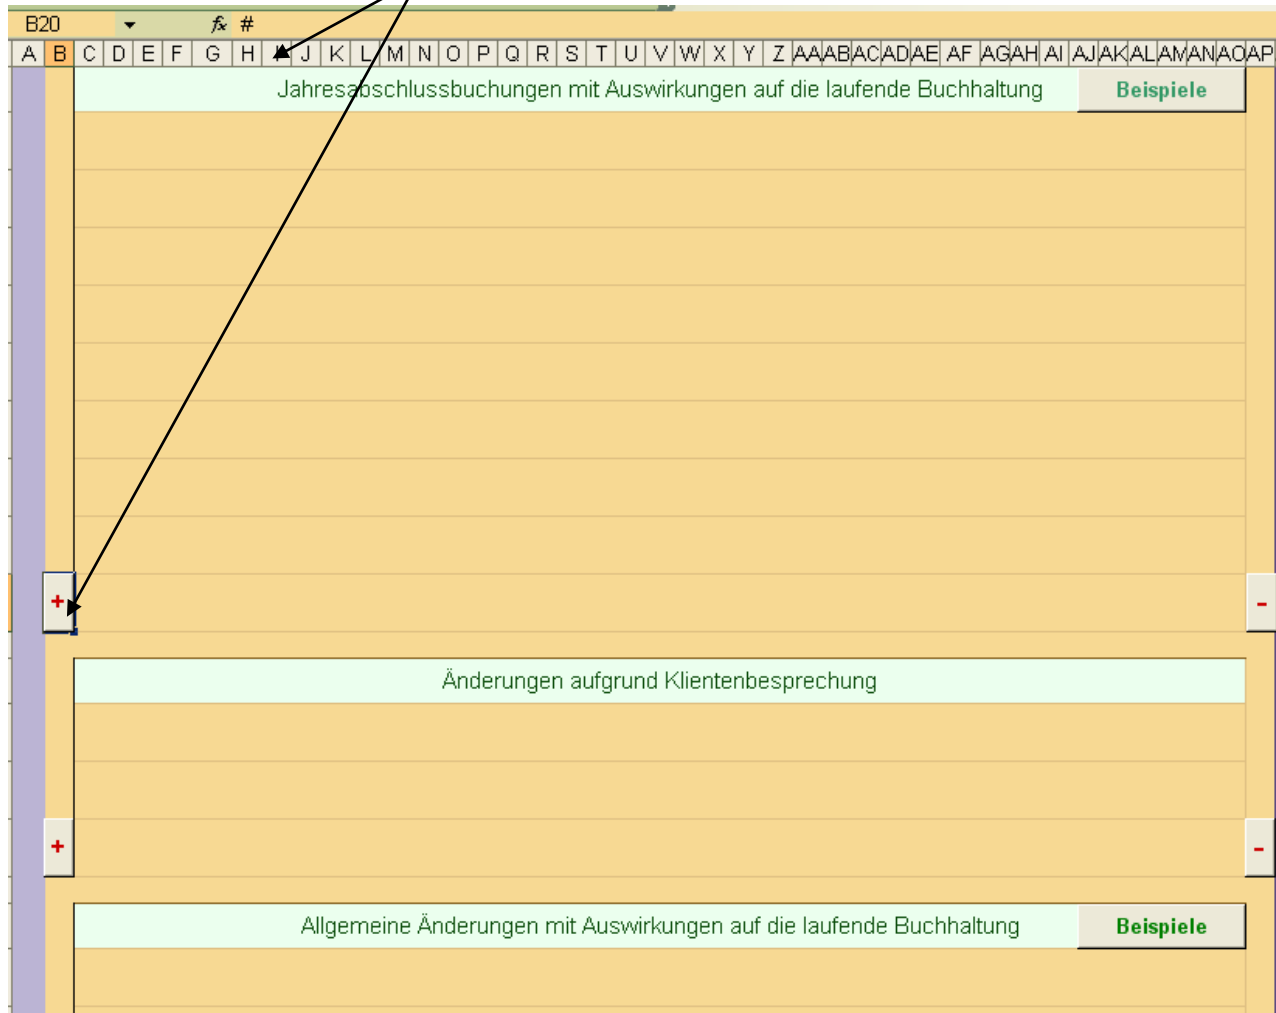 B20 fx #
A B C D E F G H I J K L M N O P Q R S T U V W X Y Z AA AB AC AD AE AF AG AH AI AJ AK AL AM AN AO AP
Jahresabschlussbuchungen mit Auswirkungen auf die laufende Buchhaltung Beispiele
+ -
Änderungen aufgrund Klientenbesprechung
+ -
Allgemeine Änderungen mit Auswirkungen auf die laufende Buchhaltung Beispiele